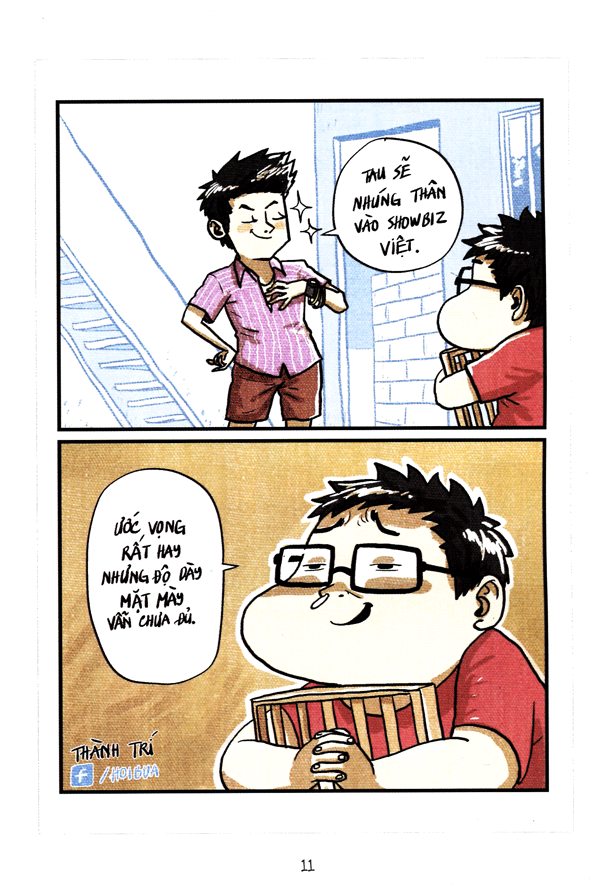 TAU SẼ
NHÚNG THÂN
VÀO SHOWBIZ
VIỆT.
ƯỚC VỌNG
RẤT HAY
NHƯNG ĐỘ DÀY
MẶT MÀY
VẪN CHƯA ĐỦ.
THÀNH TRÍ
f /HOIBUA
11